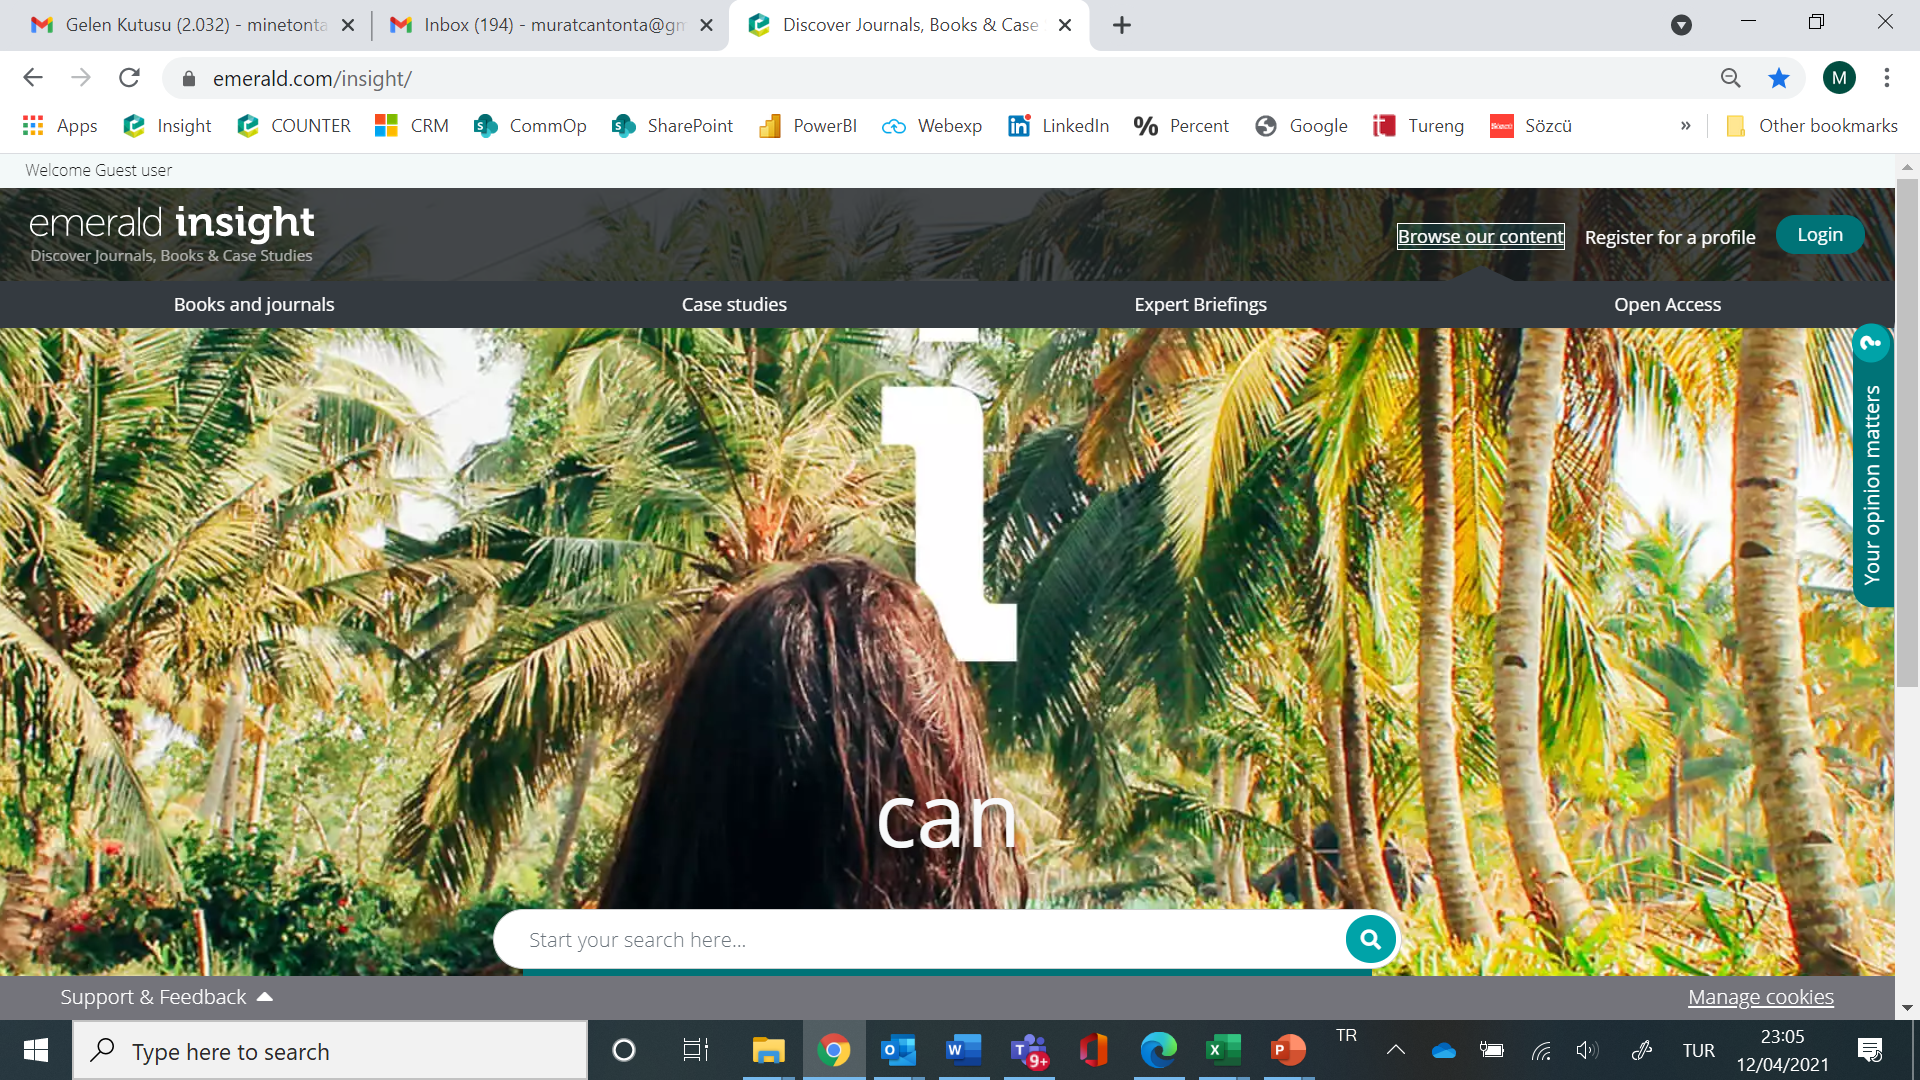 Gelen Kutusu (2.032) - minetonta
Inbox (194) - muratcantonta@gm
Discover Journals, Books & Case
emerald.com/insight/
M
Apps
Insight
COUNTER
CRM
CommOp
SharePoint
PowerBI
Webexp
LinkedIn
Percent
Google
Tureng
Sözcü
Other bookmarks
Welcome Guest user
emerald insight
Discover Journals, Books & Case Studies
Browse our content
Register for a profile
Login
Books and journals
Case studies
Expert Briefings
Open Access
Your opinion matters
i
can
Start your search here...
Support & Feedback
Manage cookies
Type here to search
9+
TR
TUR
23:05
12/04/2021